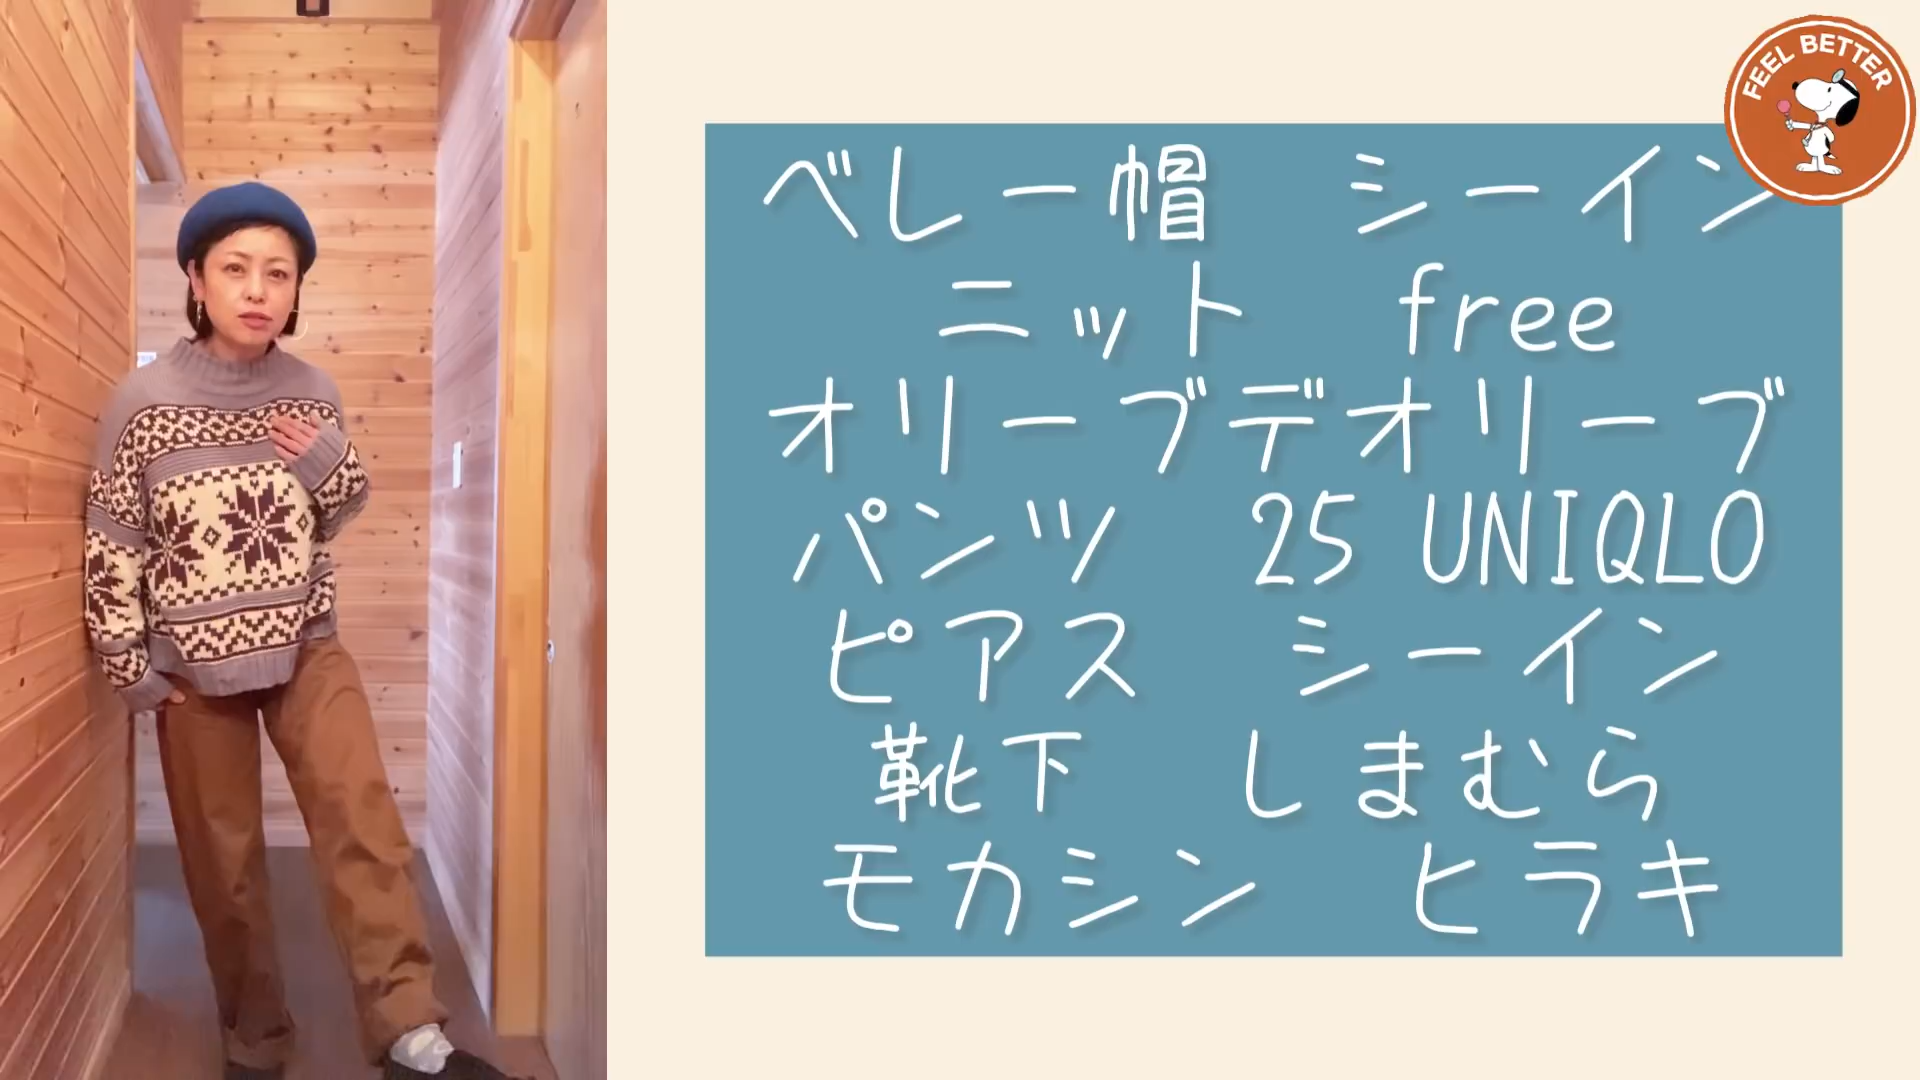 FEEL BETTER
ベレー帽 シーイン
ニット free
オリーブデオリーブ
パンツ 25 UNIQLO
ピアス シーイン
靴下 しまむら
モカシン ヒラキ